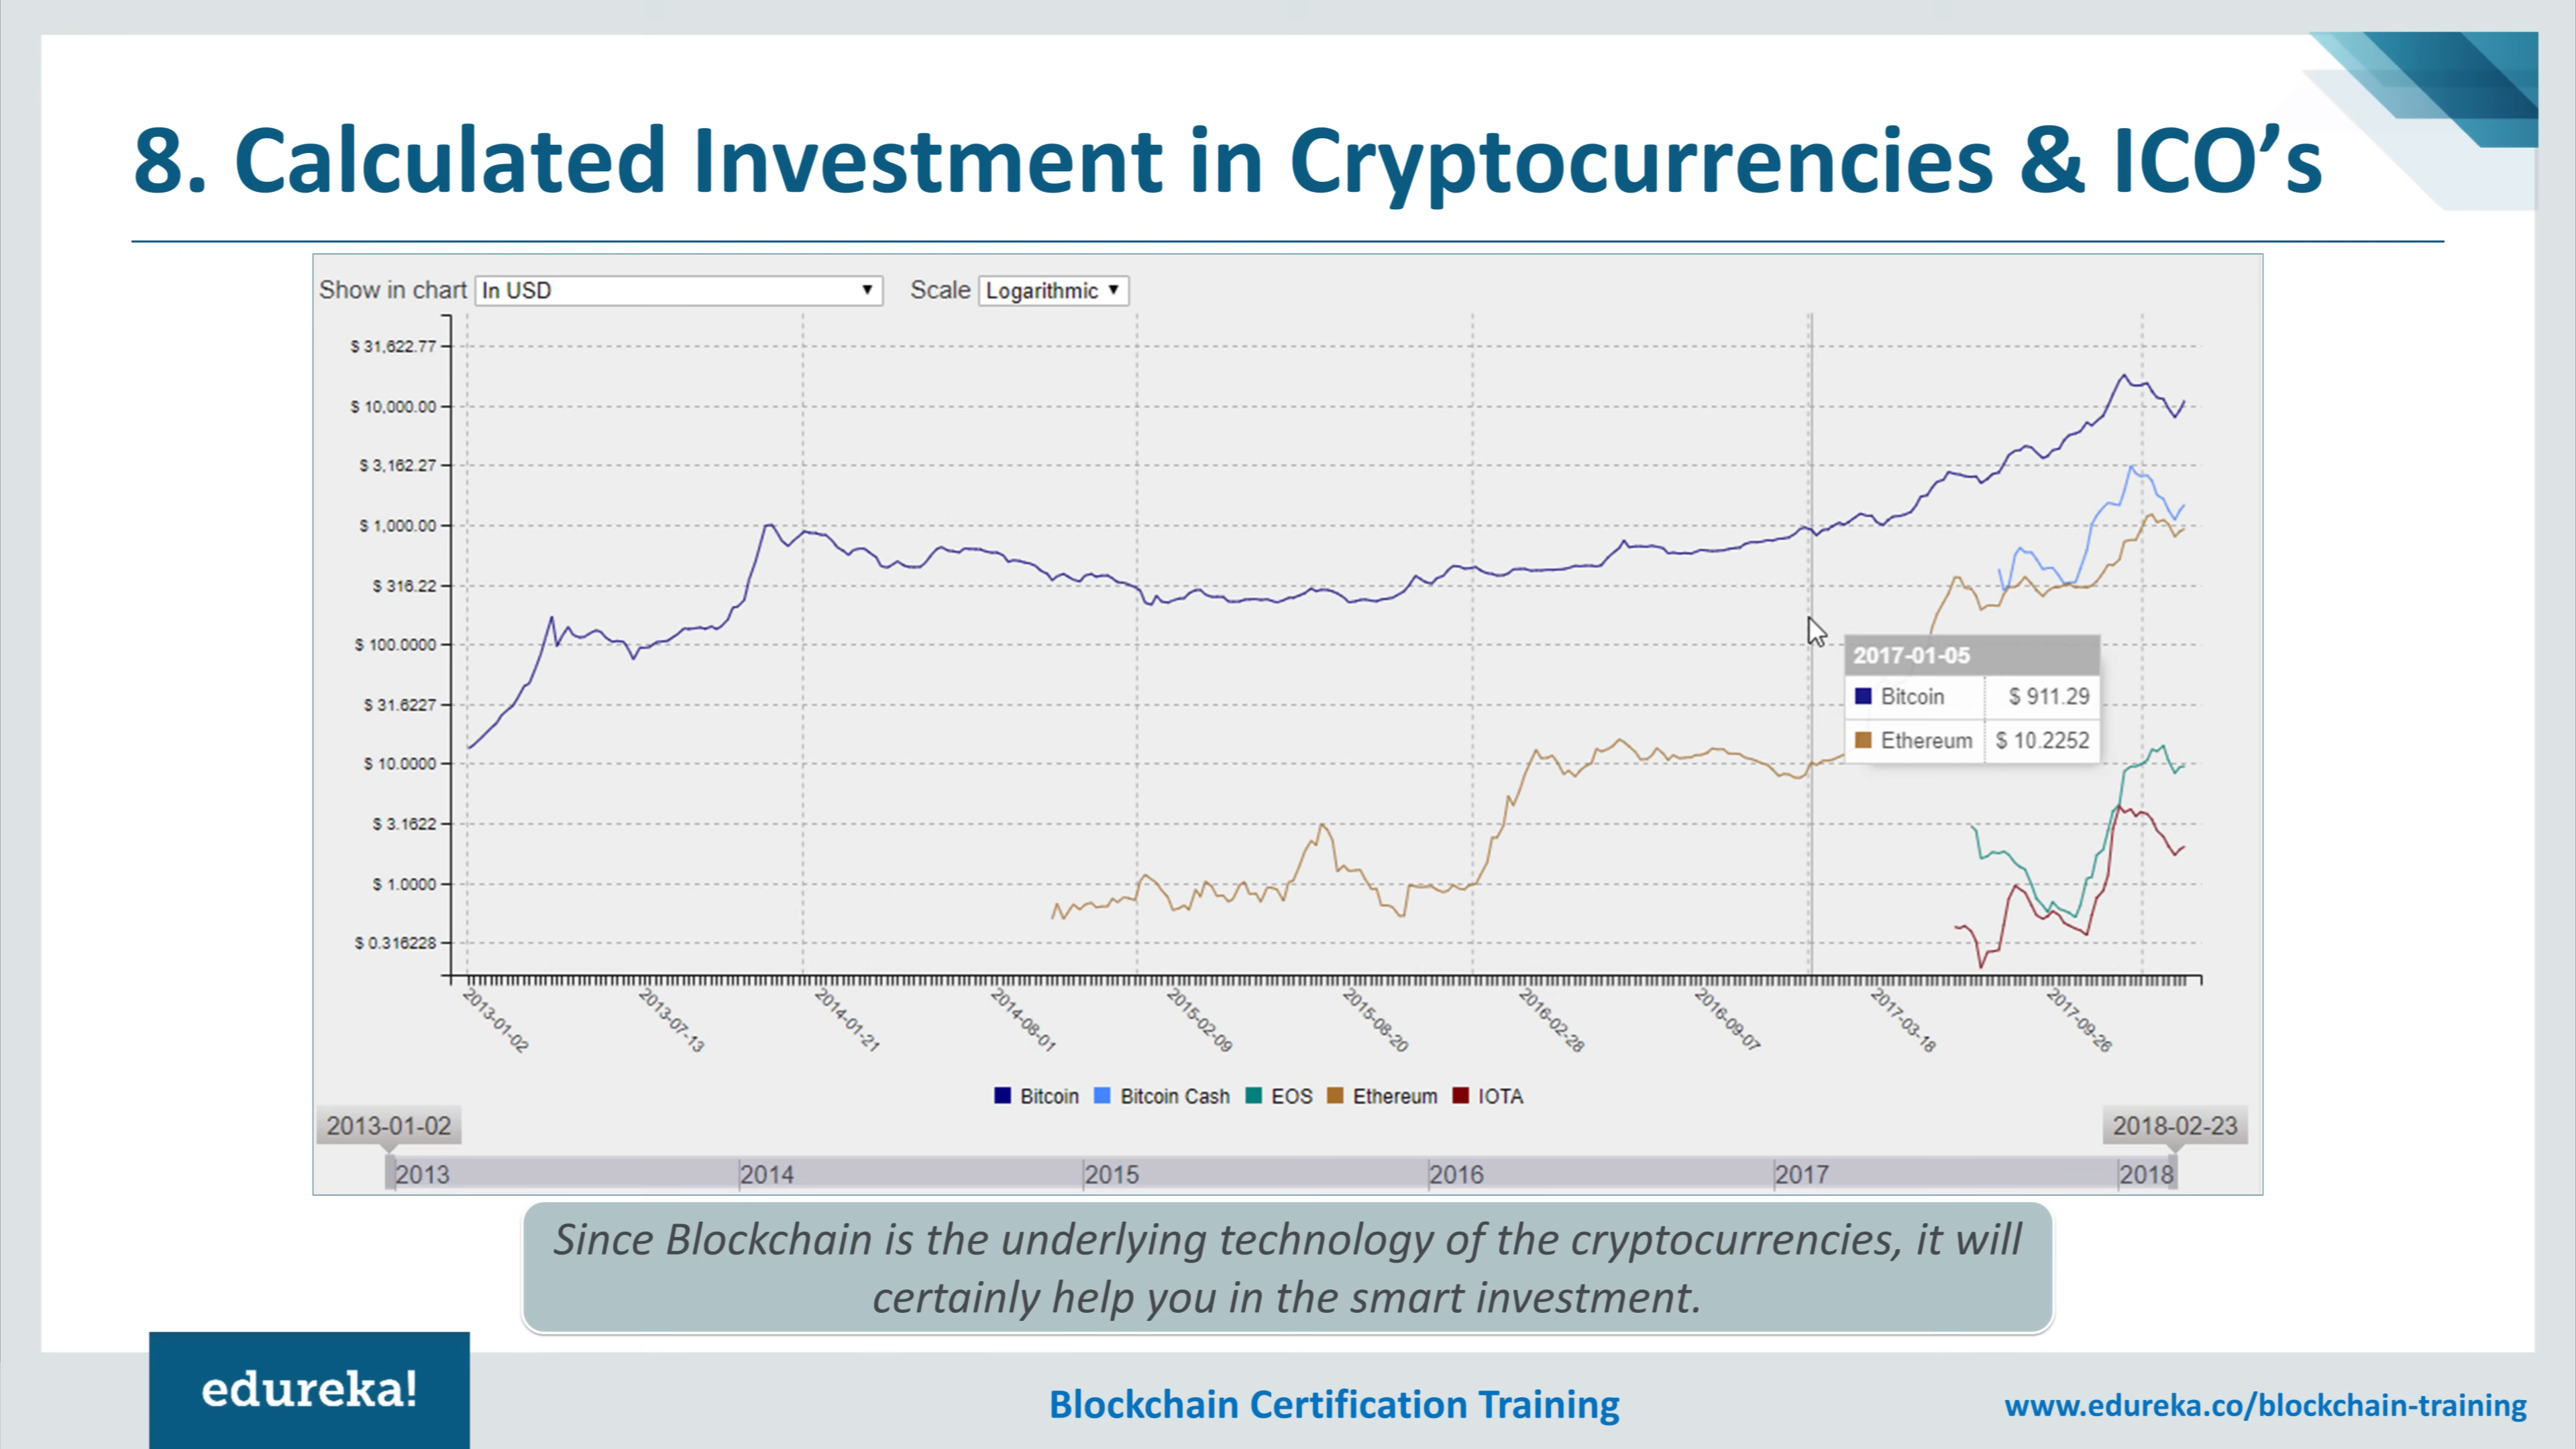 8. Calculated Investment in Cryptocurrencies & ICO’s
Show in chart In USD Scale Logarithmic
$ 31,622.77
$ 10,000.00
$ 3,162.27
$ 1,000.00
$ 316.22
$ 100.0000
$ 31.6227
$ 10.0000
$ 3.1622
$ 1.0000
$ 0.316228
2017-01-05
Bitcoin $ 911.29
Ethereum $ 10.2252
2013-01-02 2013-07-13 2014-01-21 2014-08-01 2015-02-09 2015-08-20 2016-02-28 2016-09-07 2017-03-18 2017-09-26
Bitcoin Bitcoin Cash EOS Ethereum IOTA
2013-01-02 2018-02-23
2013 2014 2015 2016 2017 2018
Since Blockchain is the underlying technology of the cryptocurrencies, it will
certainly help you in the smart investment.
edureka!
Blockchain Certification Training
www.edureka.co/blockchain-training